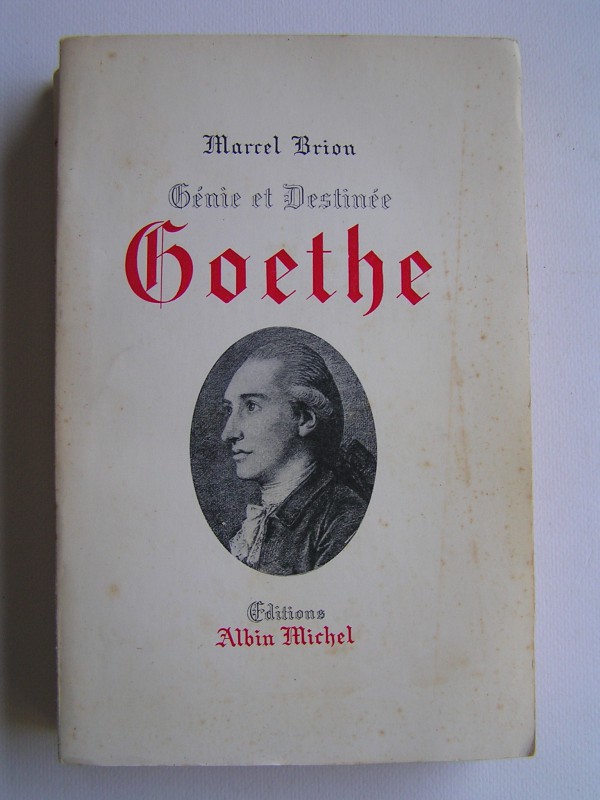 Marcel Brion
Génie et Destinée
Goethe
Editions
Albin Michel